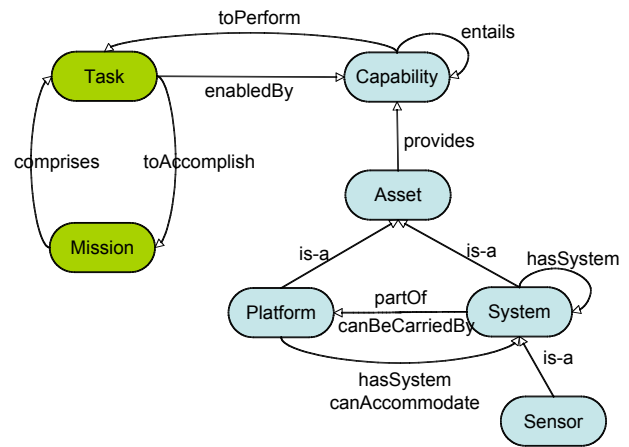 toPerform
entails
Task
Capability
enabledBy
provides
comprises
toAccomplish
Asset
Mission
is-a
is-a
hasSystem
Platform
partOf
System
canBeCarriedBy
hasSystem
is-a
canAccommodate
Sensor